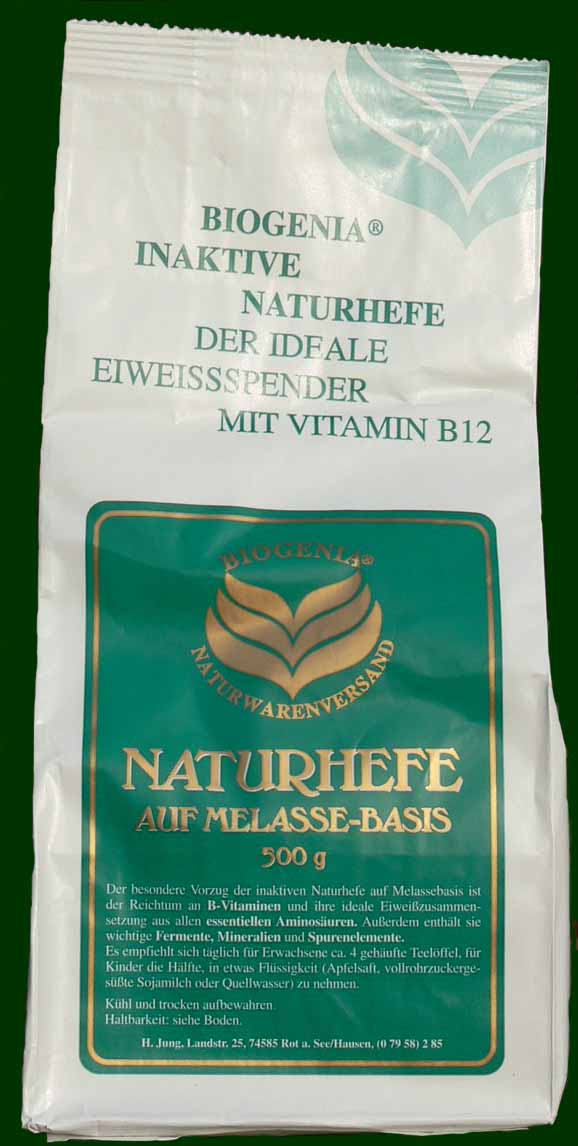 BIOGENIA®
INAKTIVE
NATURHEFE
DER IDEALE
EIWEISSSPENDER
MIT VITAMIN B12
BIOGENIA®
NATURWARENVERSAND
NATURHEFE
AUF MELASSE-BASIS
500 g
Der besondere Vorzug der inaktiven Naturhefe auf Melassebasis ist
der Reichtum an B-Vitaminen und ihre ideale Eiweißzusammen-
setzung aus allen essentiellen Aminosäuren. Außerdem enthält sie
wichtige Fermente, Mineralien und Spurenelemente.
Es empfiehlt sich täglich für Erwachsene ca. 4 gehäufte Teelöffel, für
Kinder die Hälfte, in etwas Flüssigkeit (Apfelsaft, vollrohrzuckerge-
süßte Sojamilch oder Quellwasser) zu nehmen.
Kühl und trocken aufbewahren.
Haltbarkeit: siehe Boden.
H. Jung, Landstr. 25, 74585 Rot a. See/Hausen, (0 79 58) 2 85